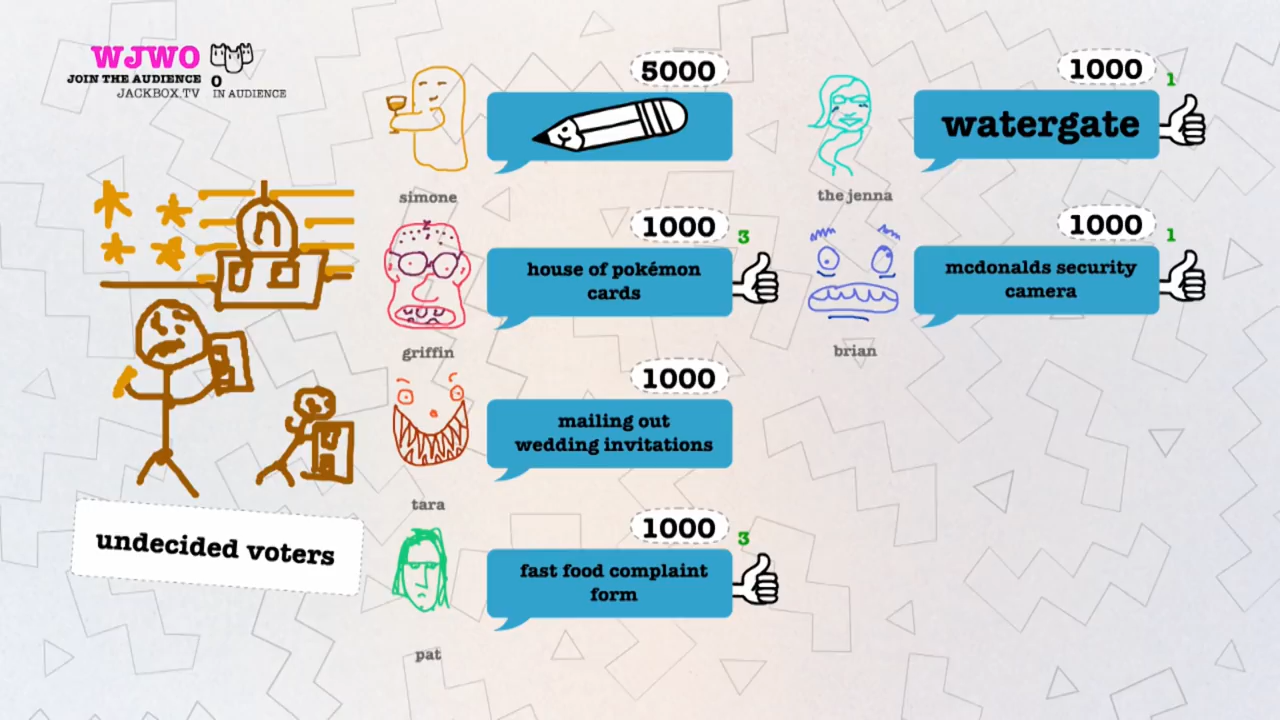 WJWO
JOIN THE AUDIENCE
JACKBOX.TV
0
IN AUDIENCE
undecided voters
5000
simone
1000
3
house of pokémon
cards
griffin
1000
mailing out
wedding invitations
tara
1000
3
fast food complaint
form
pat
1000
1
watergate
the jenna
1000
1
mcdonalds security
camera
brian